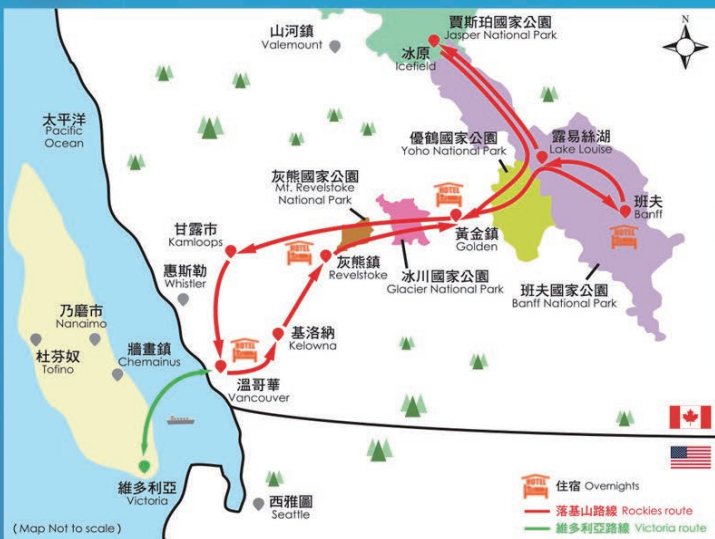 山河鎮
Valemount
賈斯珀國家公園
Jasper National Park
冰原
Icefield
N
太平洋
Pacific
Ocean
優鶴國家公園
Yoho National Park
露易絲湖
Lake Louise
灰熊國家公園
Mt. Revelstoke
National Park
HOTEL
班夫
Banff
HOTEL
甘露市
Kamloops
HOTEL
黃金鎮
Golden
灰熊鎮
Revelstoke
冰川國家公園
Glacier National Park
班夫國家公園
Banff National Park
惠斯勒
Whistler
乃磨市
Nanaimo
基洛納
Kelowna
杜芬奴
Tofino
牆畫鎮
Chemainus
HOTEL
溫哥華
Vancouver
維多利亞
Victoria
西雅圖
Seattle
HOTEL
住宿 Overnights
落基山路線 Rockies route
維多利亞路線 Victoria route
(Map Not to scale)